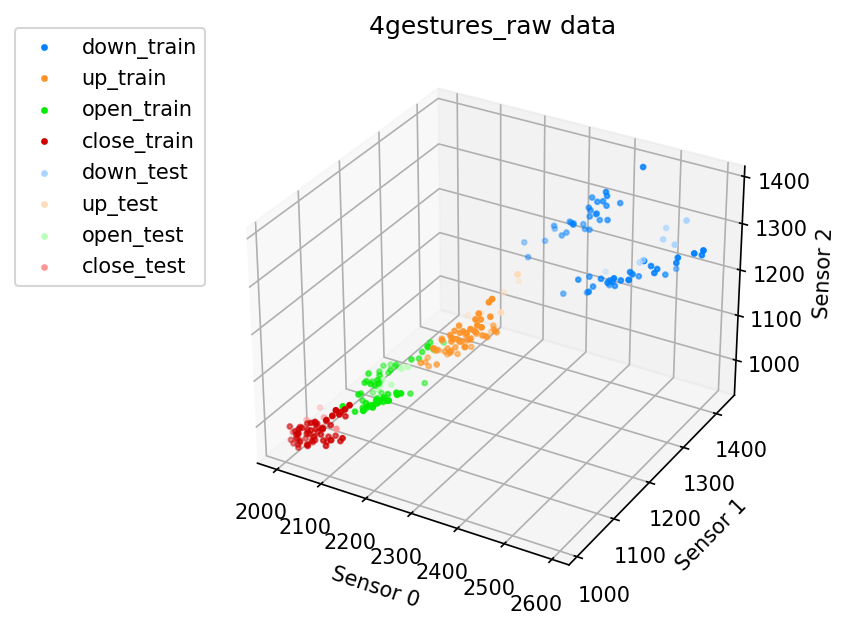 4gestures_raw data
down_train
up_train
open_train
close_train
down_test
up_test
open_test
close_test
1400
1300
1200
1100
1000
Sensor 2
1400
1300
1200
1100
1000
Sensor 1
2000
2100
2200
2300
2400
2500
2600
Sensor 0